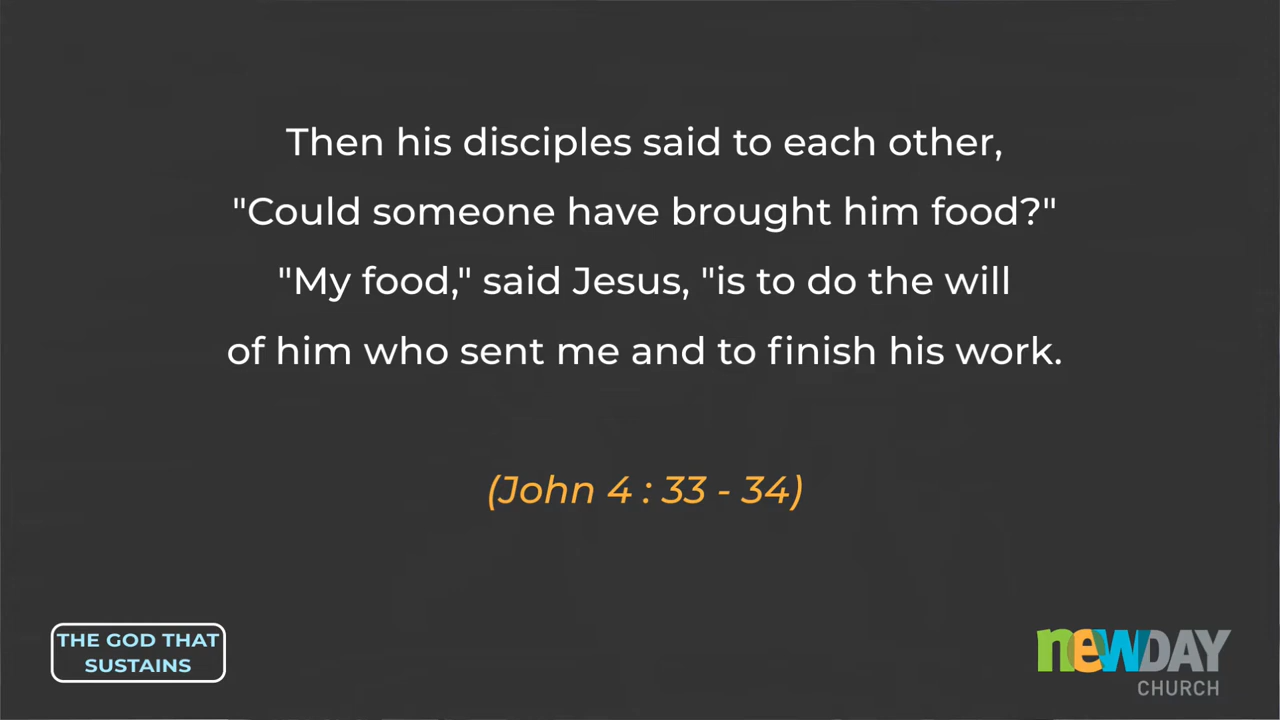 Then his disciples said to each other,
"Could someone have brought him food?"
"My food," said Jesus, "is to do the will
of him who sent me and to finish his work.
(John 4 : 33 - 34)
THE GOD THAT
SUSTAINS
newDAY
CHURCH